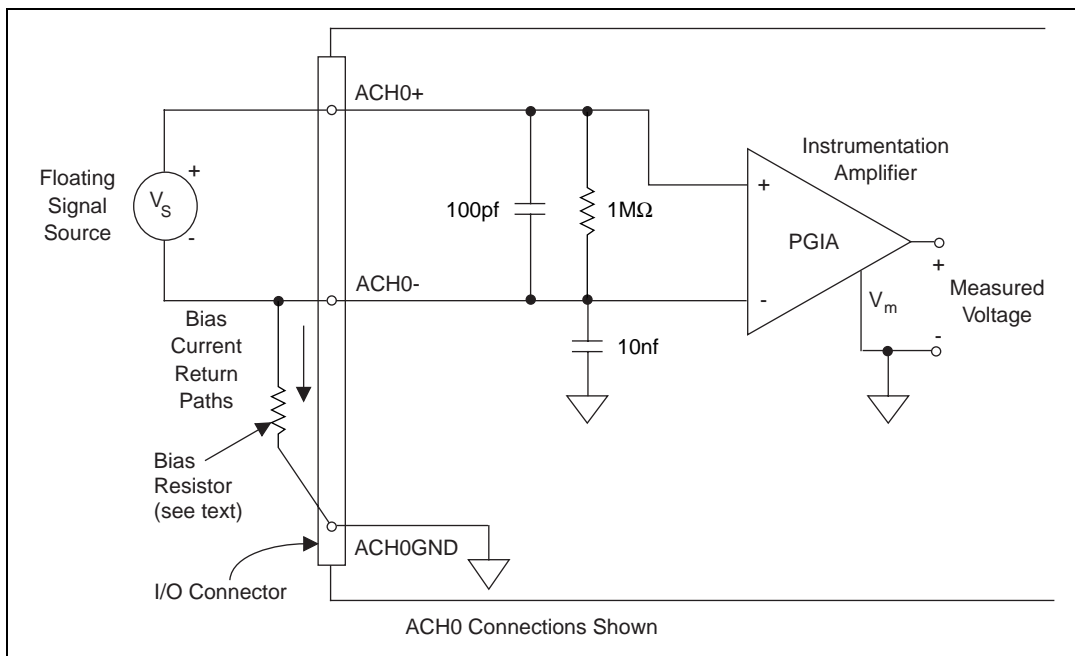 ACH0+
Instrumentation
Amplifier
Floating
Signal
Source
+
V
S
-
100pf
1MΩ
+
PGIA
-
+
Measured
Voltage
-
V
m
ACH0-
Bias
Current
Return
Paths
10nf
Bias
Resistor
(see text)
ACH0GND
I/O Connector
ACH0 Connections Shown